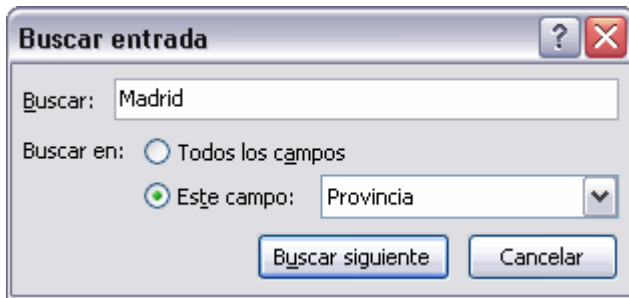 Buscar entrada ?
Buscar: Madrid
Buscar en: Todos los campos
Este campo: Provincia
Buscar siguiente Cancelar